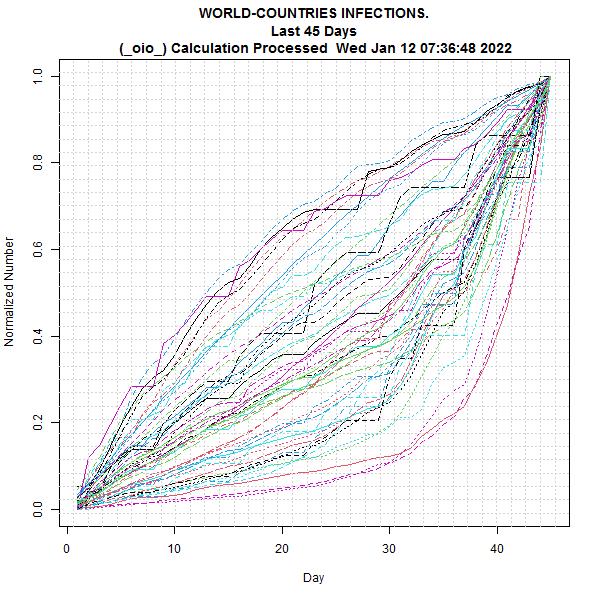 WORLD-COUNTRIES INFECTIONS.
Last 45 Days
(_oio_) Calculation Processed  Wed Jan 12 07:36:48 2022
1.0
0.8
0.6
0.4
0.2
0.0
Normalized Number
0 10 20 30 40
Day